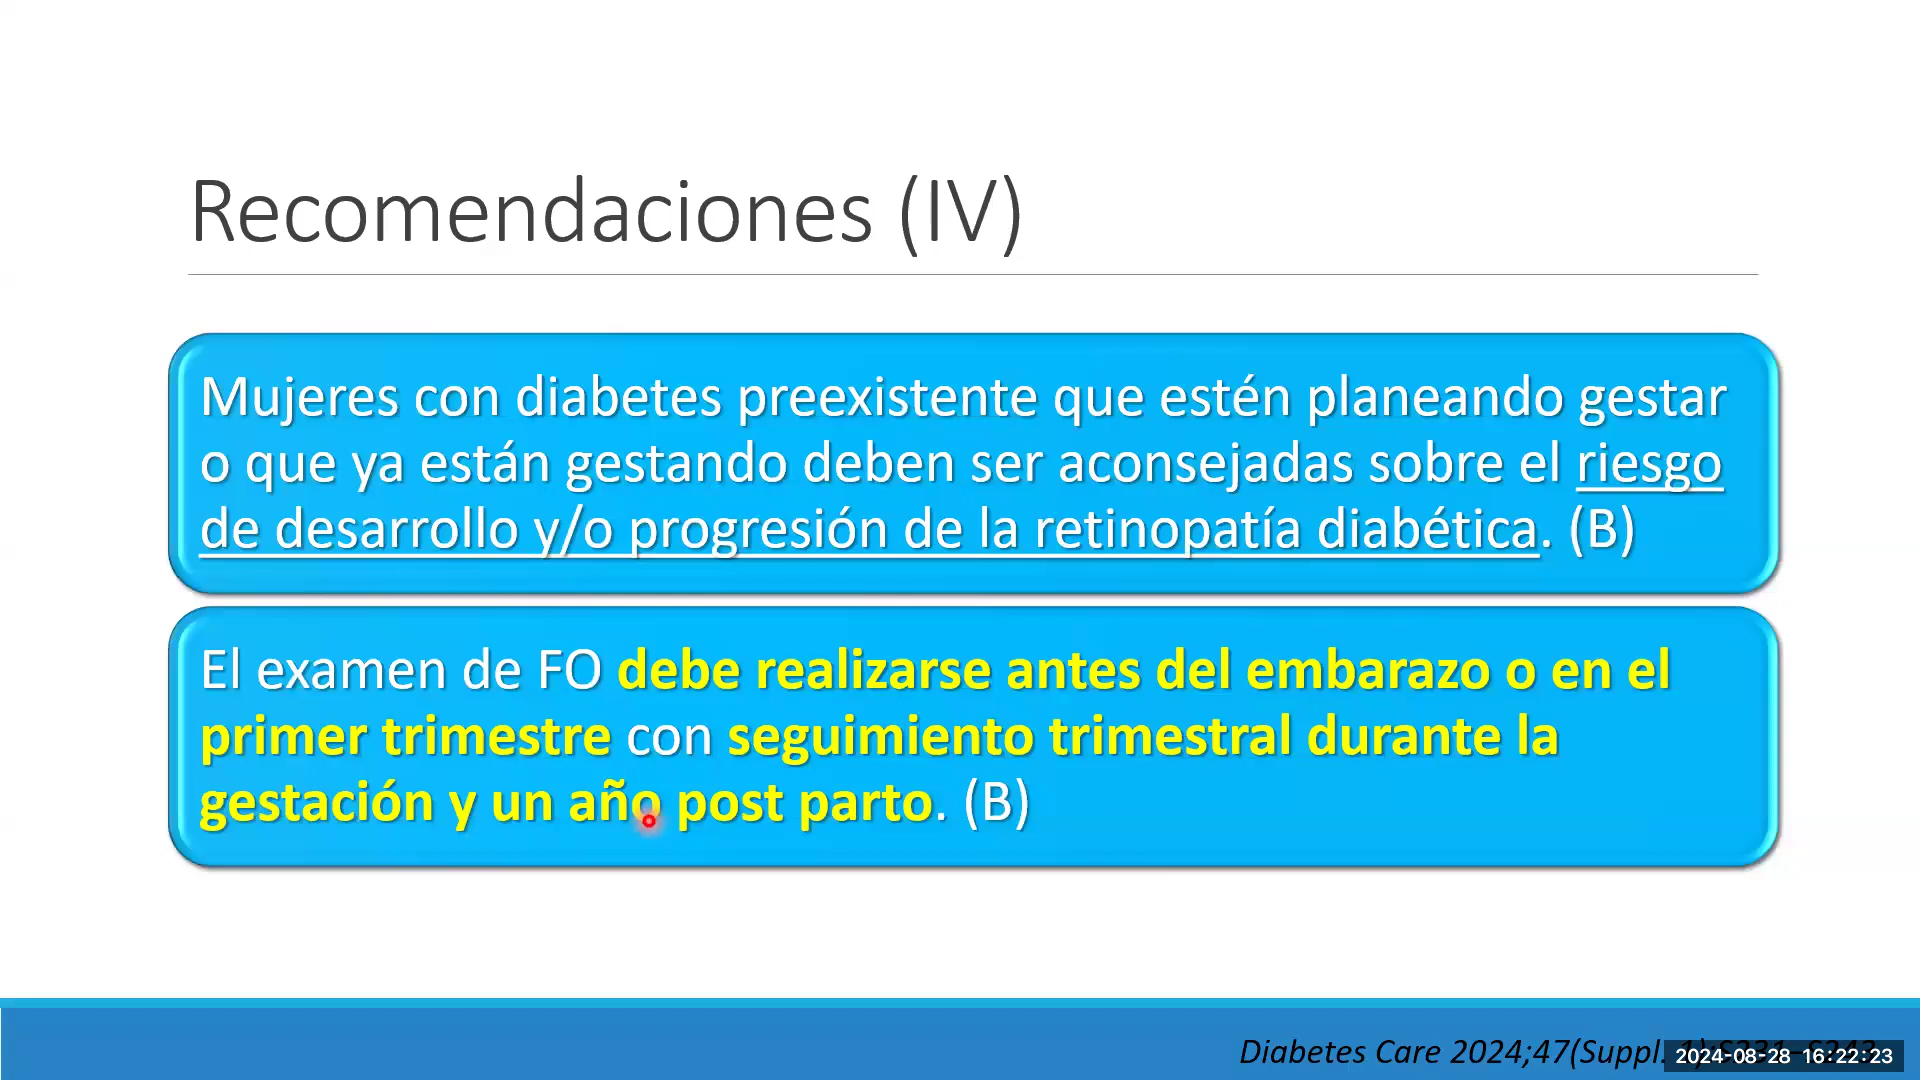 Recomendaciones (IV)
Mujeres con diabetes preexistente que estén planeando gestar
o que ya están gestando deben ser aconsejadas sobre el riesgo
de desarrollo y/o progresión de la retinopatía diabética. (B)
El examen de FO debe realizarse antes del embarazo o en el
primer trimestre con seguimiento trimestral durante la
gestación y un año post parto. (B)
Diabetes Care 2024;47(Suppl.
2024-08-28 16:22:23